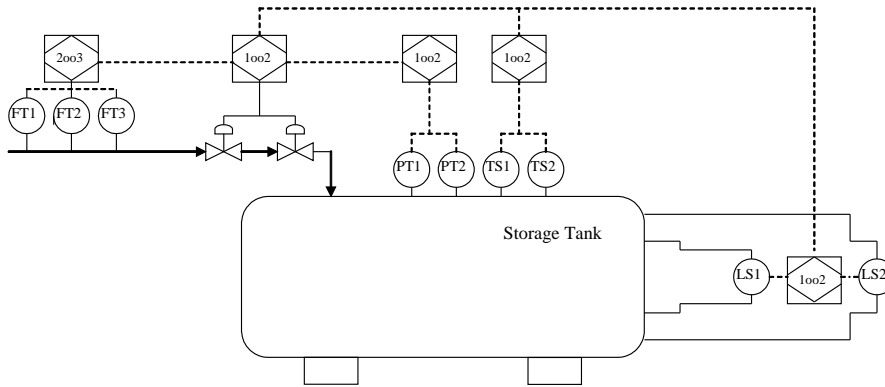 2oo3
1oo2
1oo2
1oo2
FT1
FT2
FT3
PT1
PT2
TS1
TS2
Storage Tank
LS1
1oo2
LS2